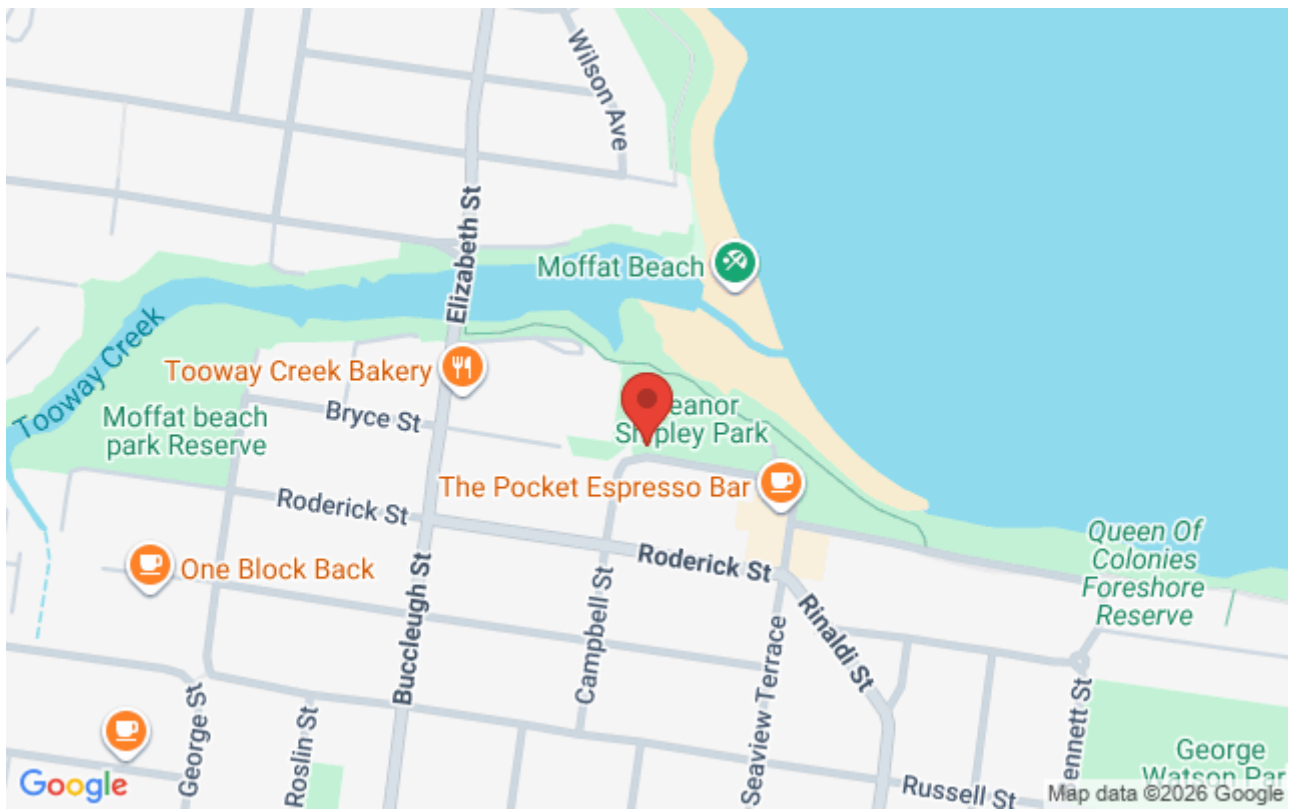 Wilson Ave
Elizabeth St
Moffat Beach
Tooway Creek
Tooway Creek Bakery
Bryce St
Moffat beach
park Reserve
Shipley Park
The Pocket Espresso Bar
Roderick St
Roderick St
Queen Of
Colonies
Foreshore
Reserve
One Block Back
Buccleugh St
Campbell St
Rinaldi St
Seaview Terrace
George St
Roslin St
George
Russell St
Google
Map data ©2026 Google